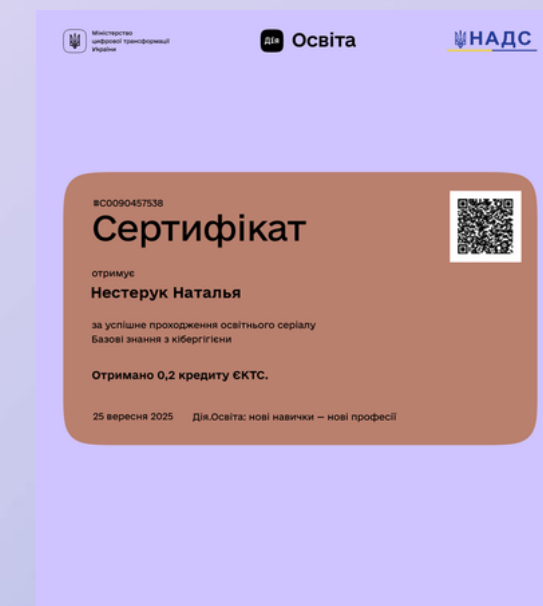 Міністерство
цифрової трансформації
України
Дія Освіта
НАДС
#C0090457538
Сертифікат
отримує
Нестерук Наталья
за успішне проходження освітнього серіалу
Базові знання з кібергігієни
Отримано 0,2 кредиту ЄКТС.
25 вересня 2025 Дія.Освіта: нові навички — нові професії